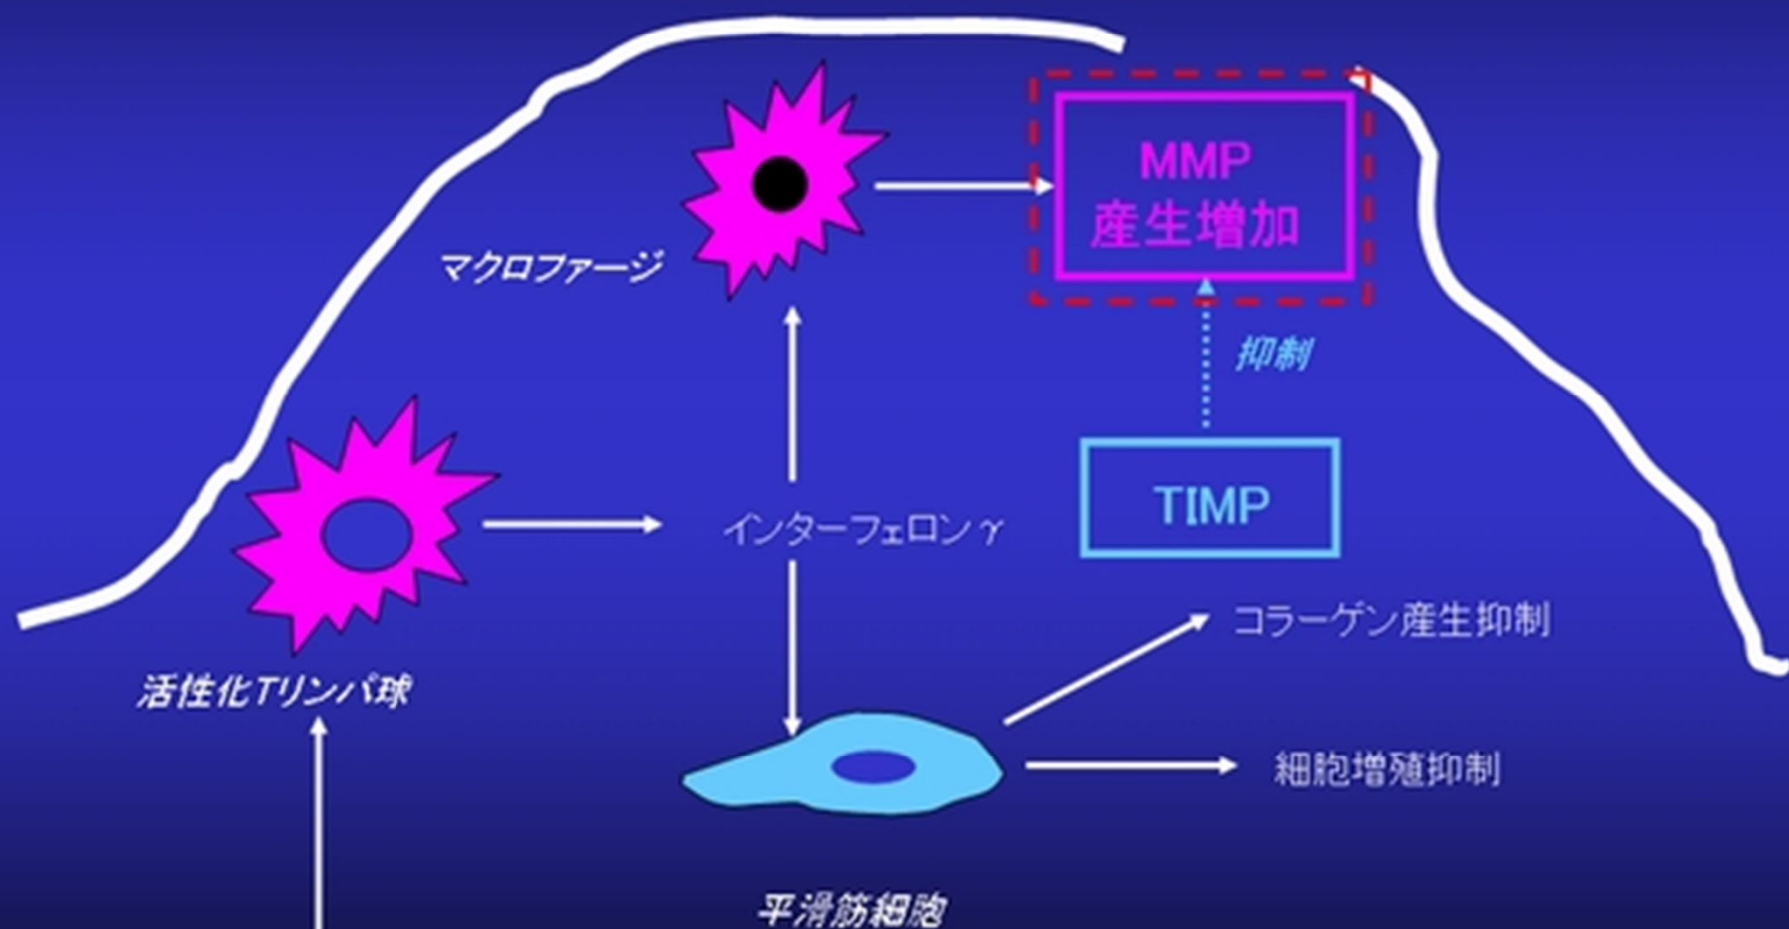 MMP
産生増加
マクロファージ
抑制
TIMP
インターフェロンγ
コラーゲン産生抑制
活性化Tリンパ球
細胞増殖抑制
平滑筋細胞